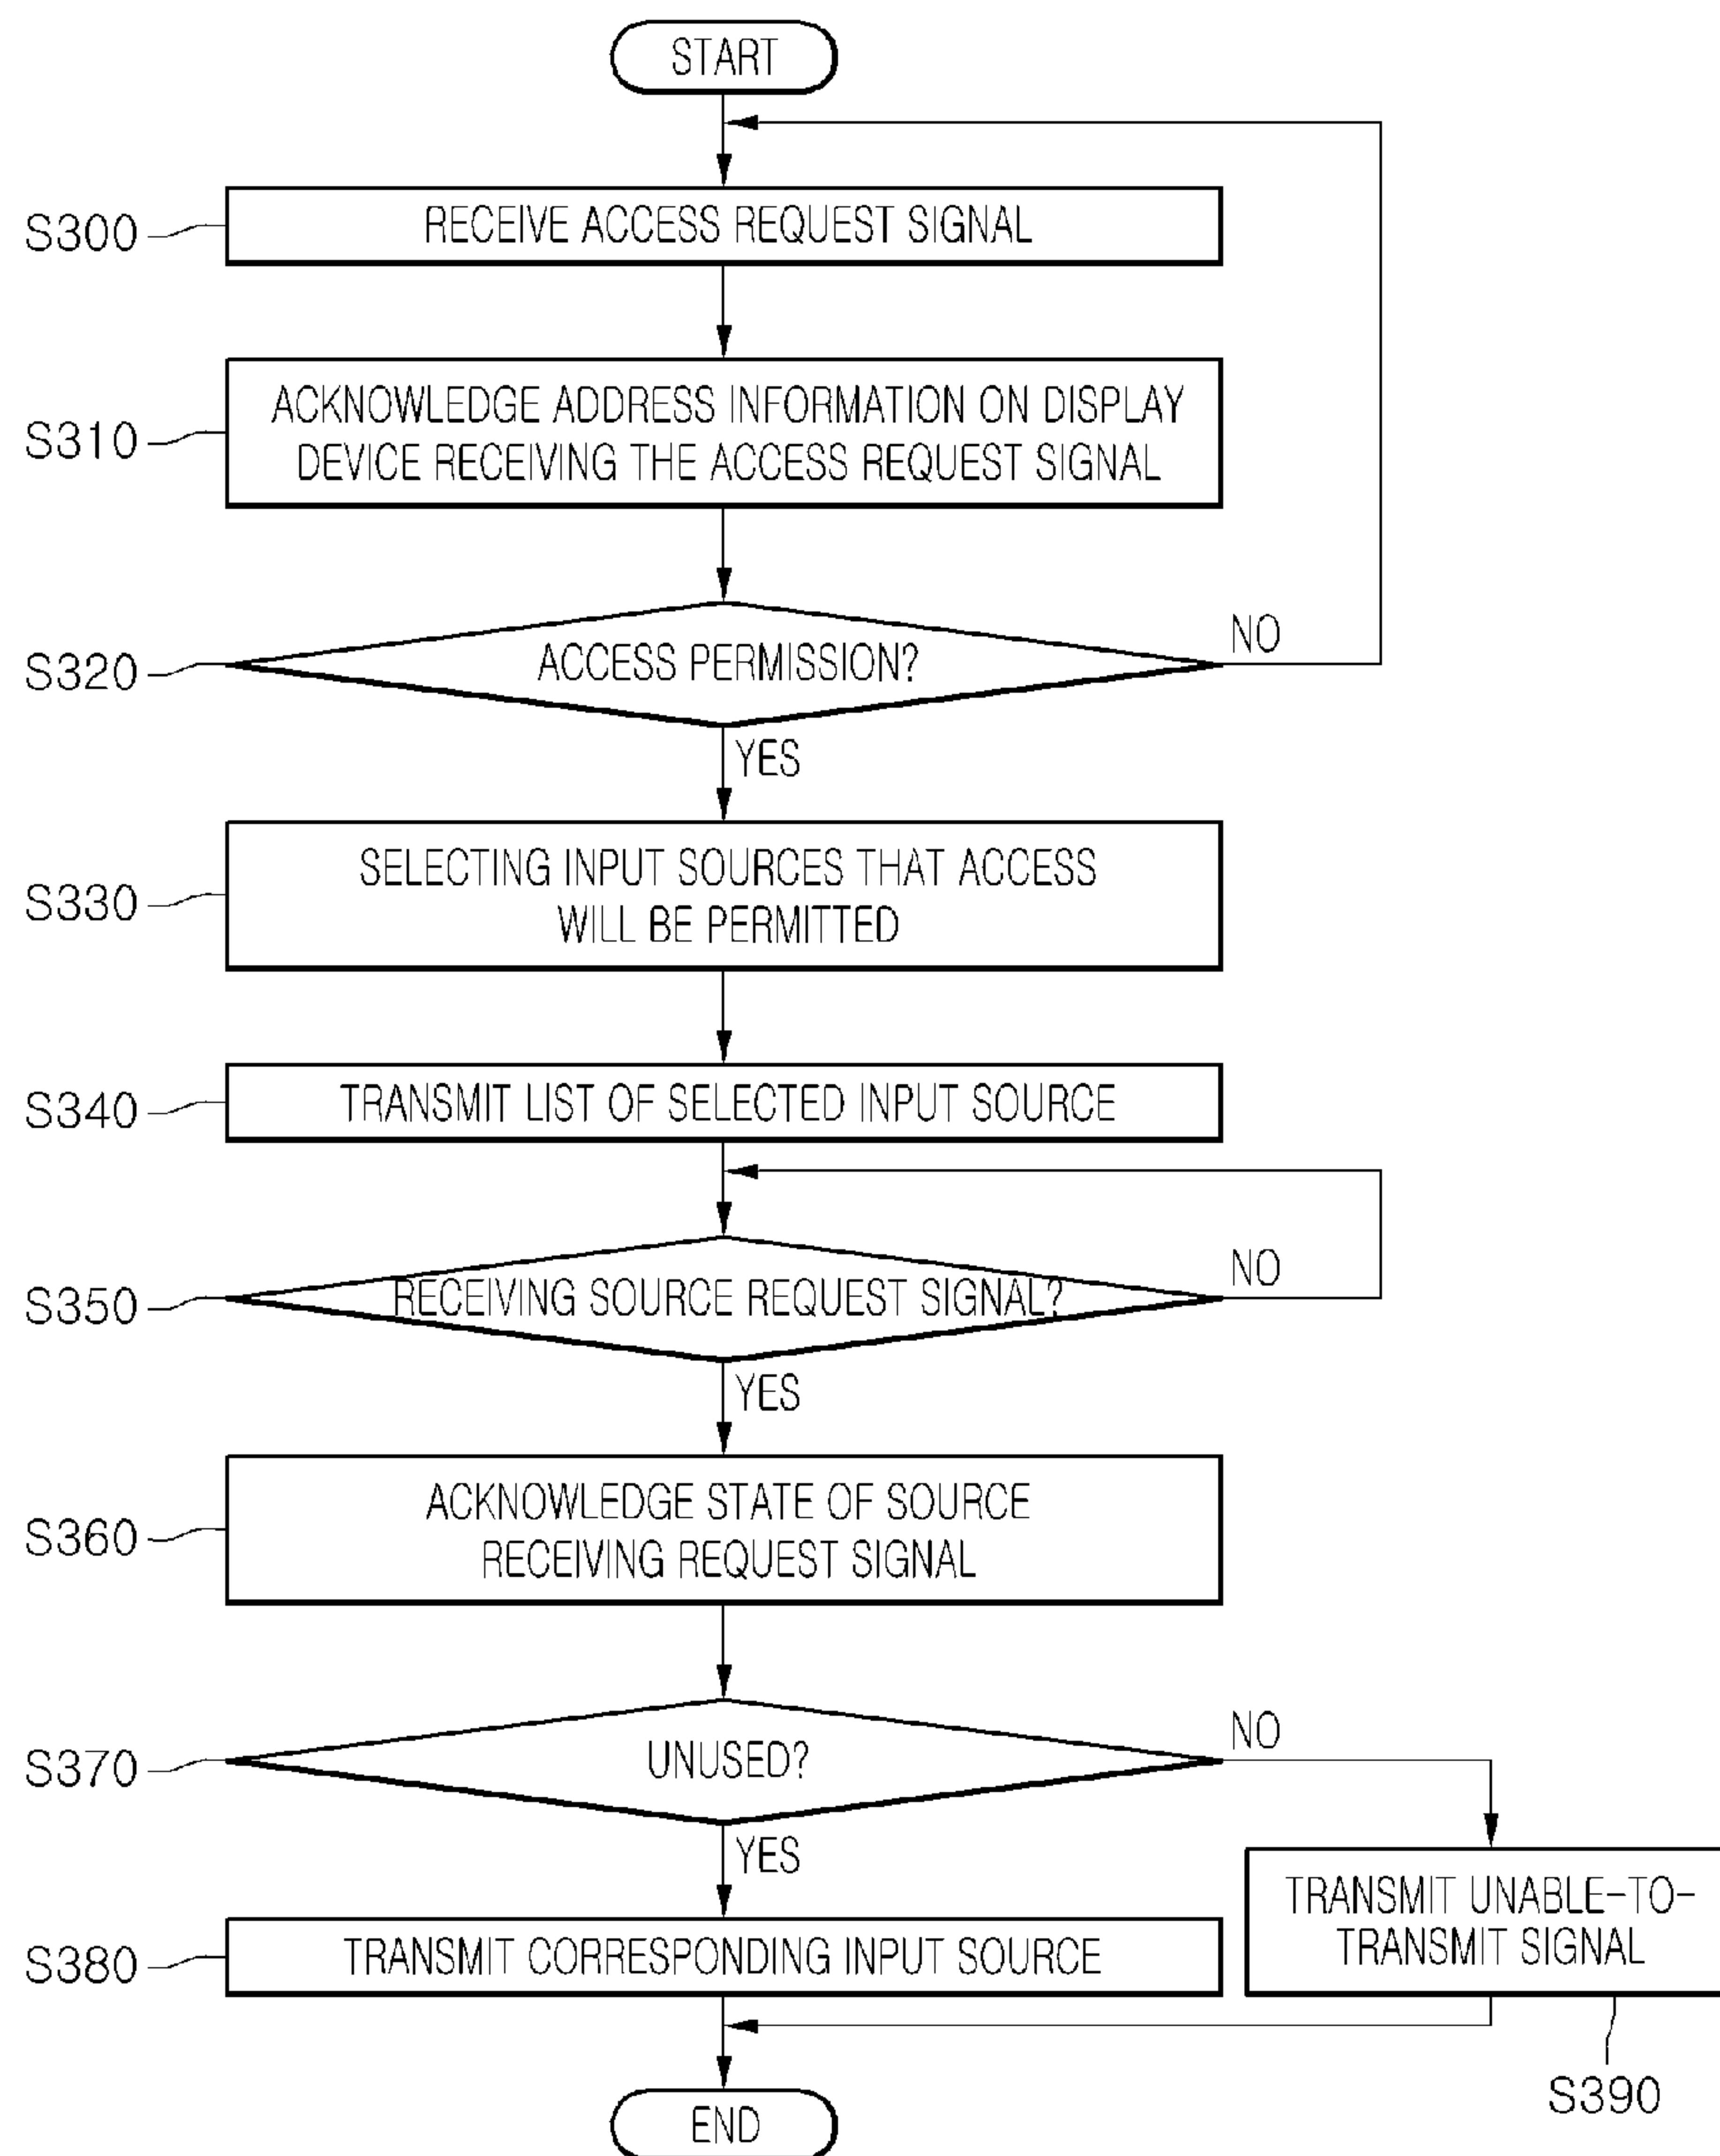 START
S300
RECEIVE ACCESS REQUEST SIGNAL
S310
ACKNOWLEDGE ADDRESS INFORMATION ON DISPLAY
DEVICE RECEIVING THE ACCESS REQUEST SIGNAL
S320
ACCESS PERMISSION?
NO
YES
S330
SELECTING INPUT SOURCES THAT ACCESS
WILL BE PERMITTED
S340
TRANSMIT LIST OF SELECTED INPUT SOURCE
S350
RECEIVING SOURCE REQUEST SIGNAL?
NO
YES
S360
ACKNOWLEDGE STATE OF SOURCE
RECEIVING REQUEST SIGNAL
S370
UNUSED?
NO
YES
S380
TRANSMIT CORRESPONDING INPUT SOURCE
TRANSMIT UNABLE-TO-
TRANSMIT SIGNAL
S390
END